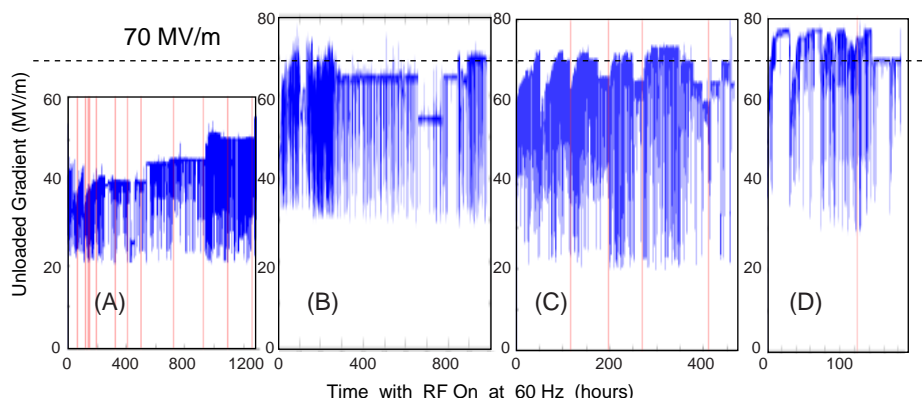 70 MV/m
Unloaded Gradient (MV/m)
80 80 80
60 60 60 60
40 40 40 40
20 20 20 20
(A) (B) (C) (D)
0 0 0 0
0 400 800 1200 0 400 800 0 200 400 100
Time with RF On at 60 Hz (hours)